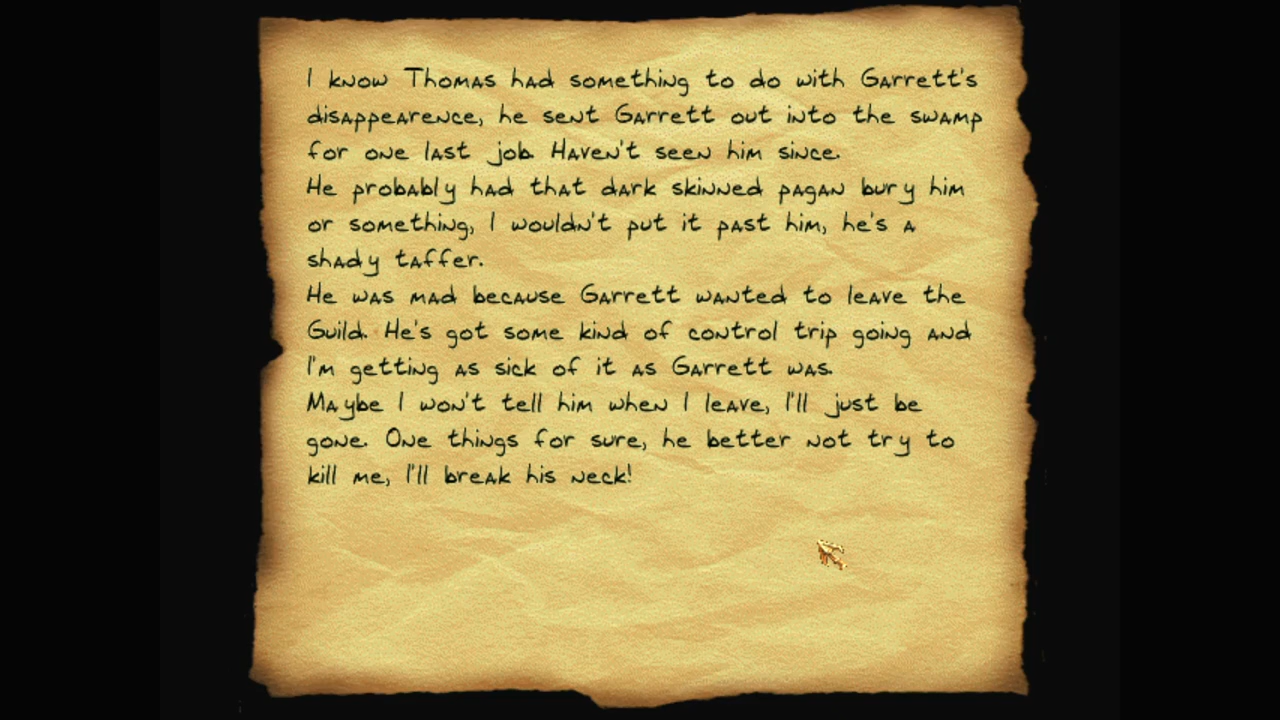 I know Thomas had something to do with Garrett's
disappearence, he sent Garrett out into the swamp
for one last job. Haven't seen him since.
He probably had that dark skinned pagan bury him
or something, I wouldn't put it past him, he's a
shady taffer.
He was mad because Garrett wanted to leave the
Guild. He's got some kind of control trip going and
I'm getting as sick of it as Garrett was.
Maybe I won't tell him when I leave, I'll just be
gone. One things for sure, he better not try to
kill me, I'll break his neck!